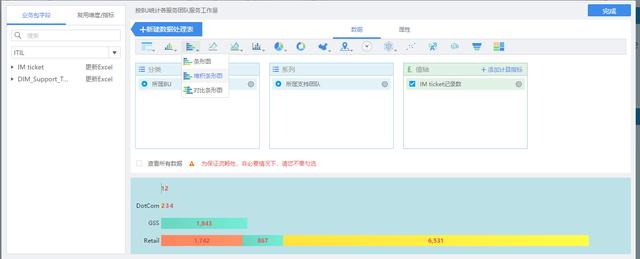 业务包字段
常用维度/指标
搜索
ITIL
IM ticket 更新Excel
DIM_Support_T... 更新Excel
按BU统计各服务团队服务工作量
完成
+新建数据处理表
数据
属性
条形图
堆积条形图
对比条形图
分类
所属BU
系列
所属支持团队
值轴
+ 添加计算指标
IM ticket记录数
查看所有数据
为保证流畅性，非必要情况下，请您不要勾选
12
DotCom 234
GSS 1,843
Retail 1,742 867 6,531